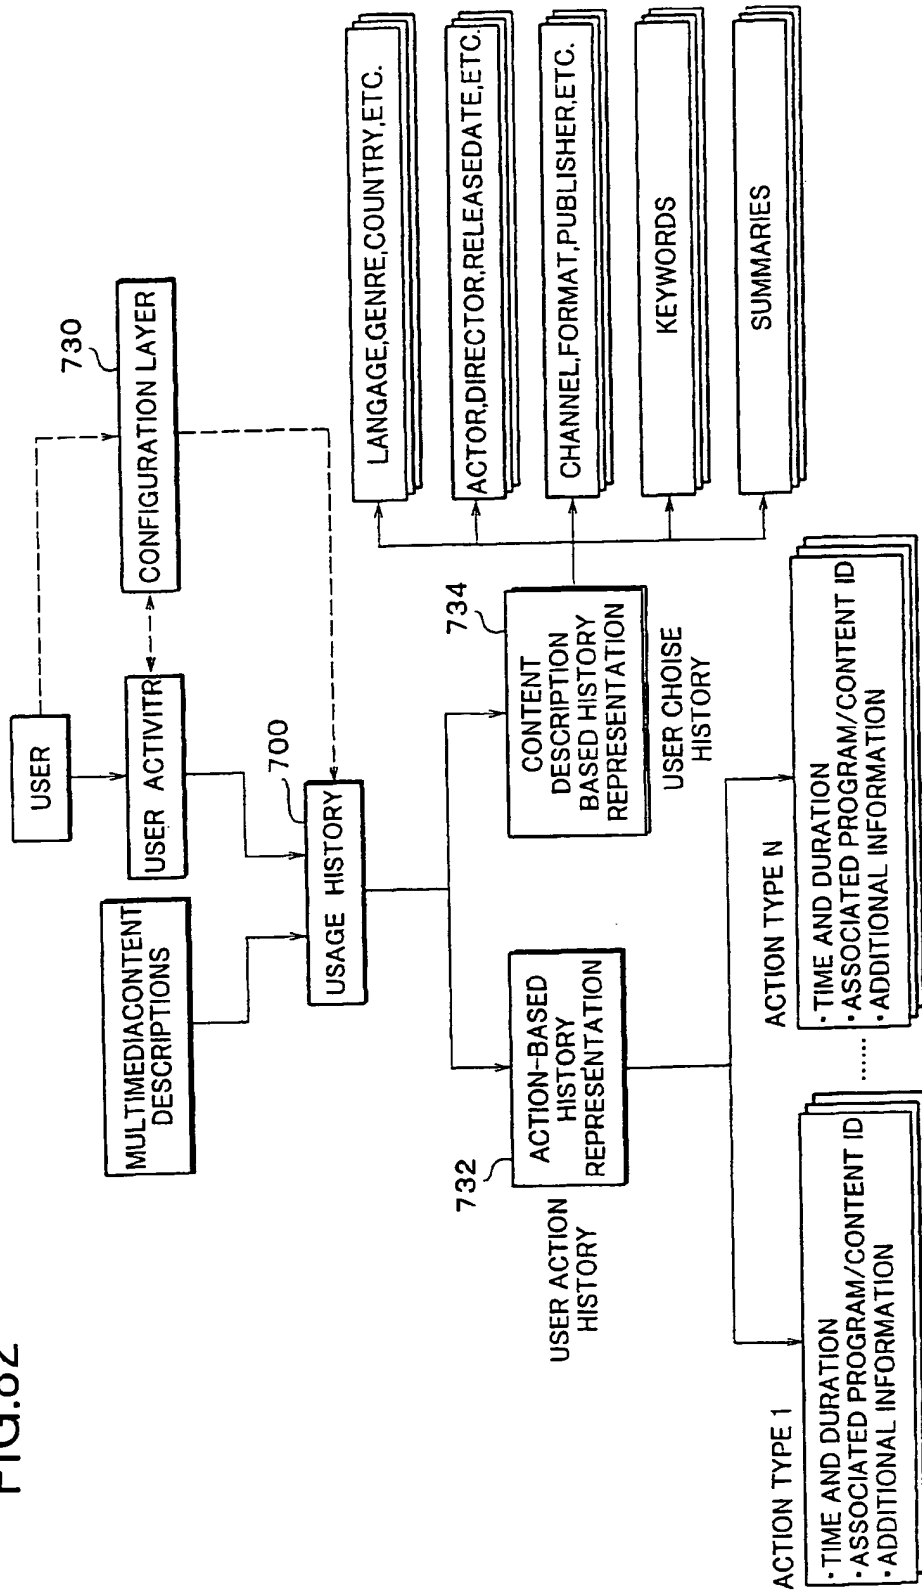 FIG.82
USER
MULTIMEDIACONTENT
DESCRIPTIONS
USER ACTIVITR
CONFIGURATION LAYER
730
USAGE HISTORY
700
732
ACTION-BASED
HISTORY
REPRESENTATION
USER ACTION
HISTORY
734
CONTENT
DESCRIPTION
BASED HISTORY
REPRESENTATION
USER CHOISE
HISTORY
LANGAGE,GENRE,COUNTRY,ETC.
ACTOR,DIRECTOR,RELEASEDATE,ETC.
CHANNEL,FORMAT,PUBLISHER,ETC.
KEYWORDS
SUMMARIES
ACTION TYPE 1
・TIME AND DURATION
・ASSOCIATED PROGRAM/CONTENT ID
・ADDITIONAL INFORMATION
......
ACTION TYPE N
・TIME AND DURATION
・ASSOCIATED PROGRAM/CONTENT ID
・ADDITIONAL INFORMATION